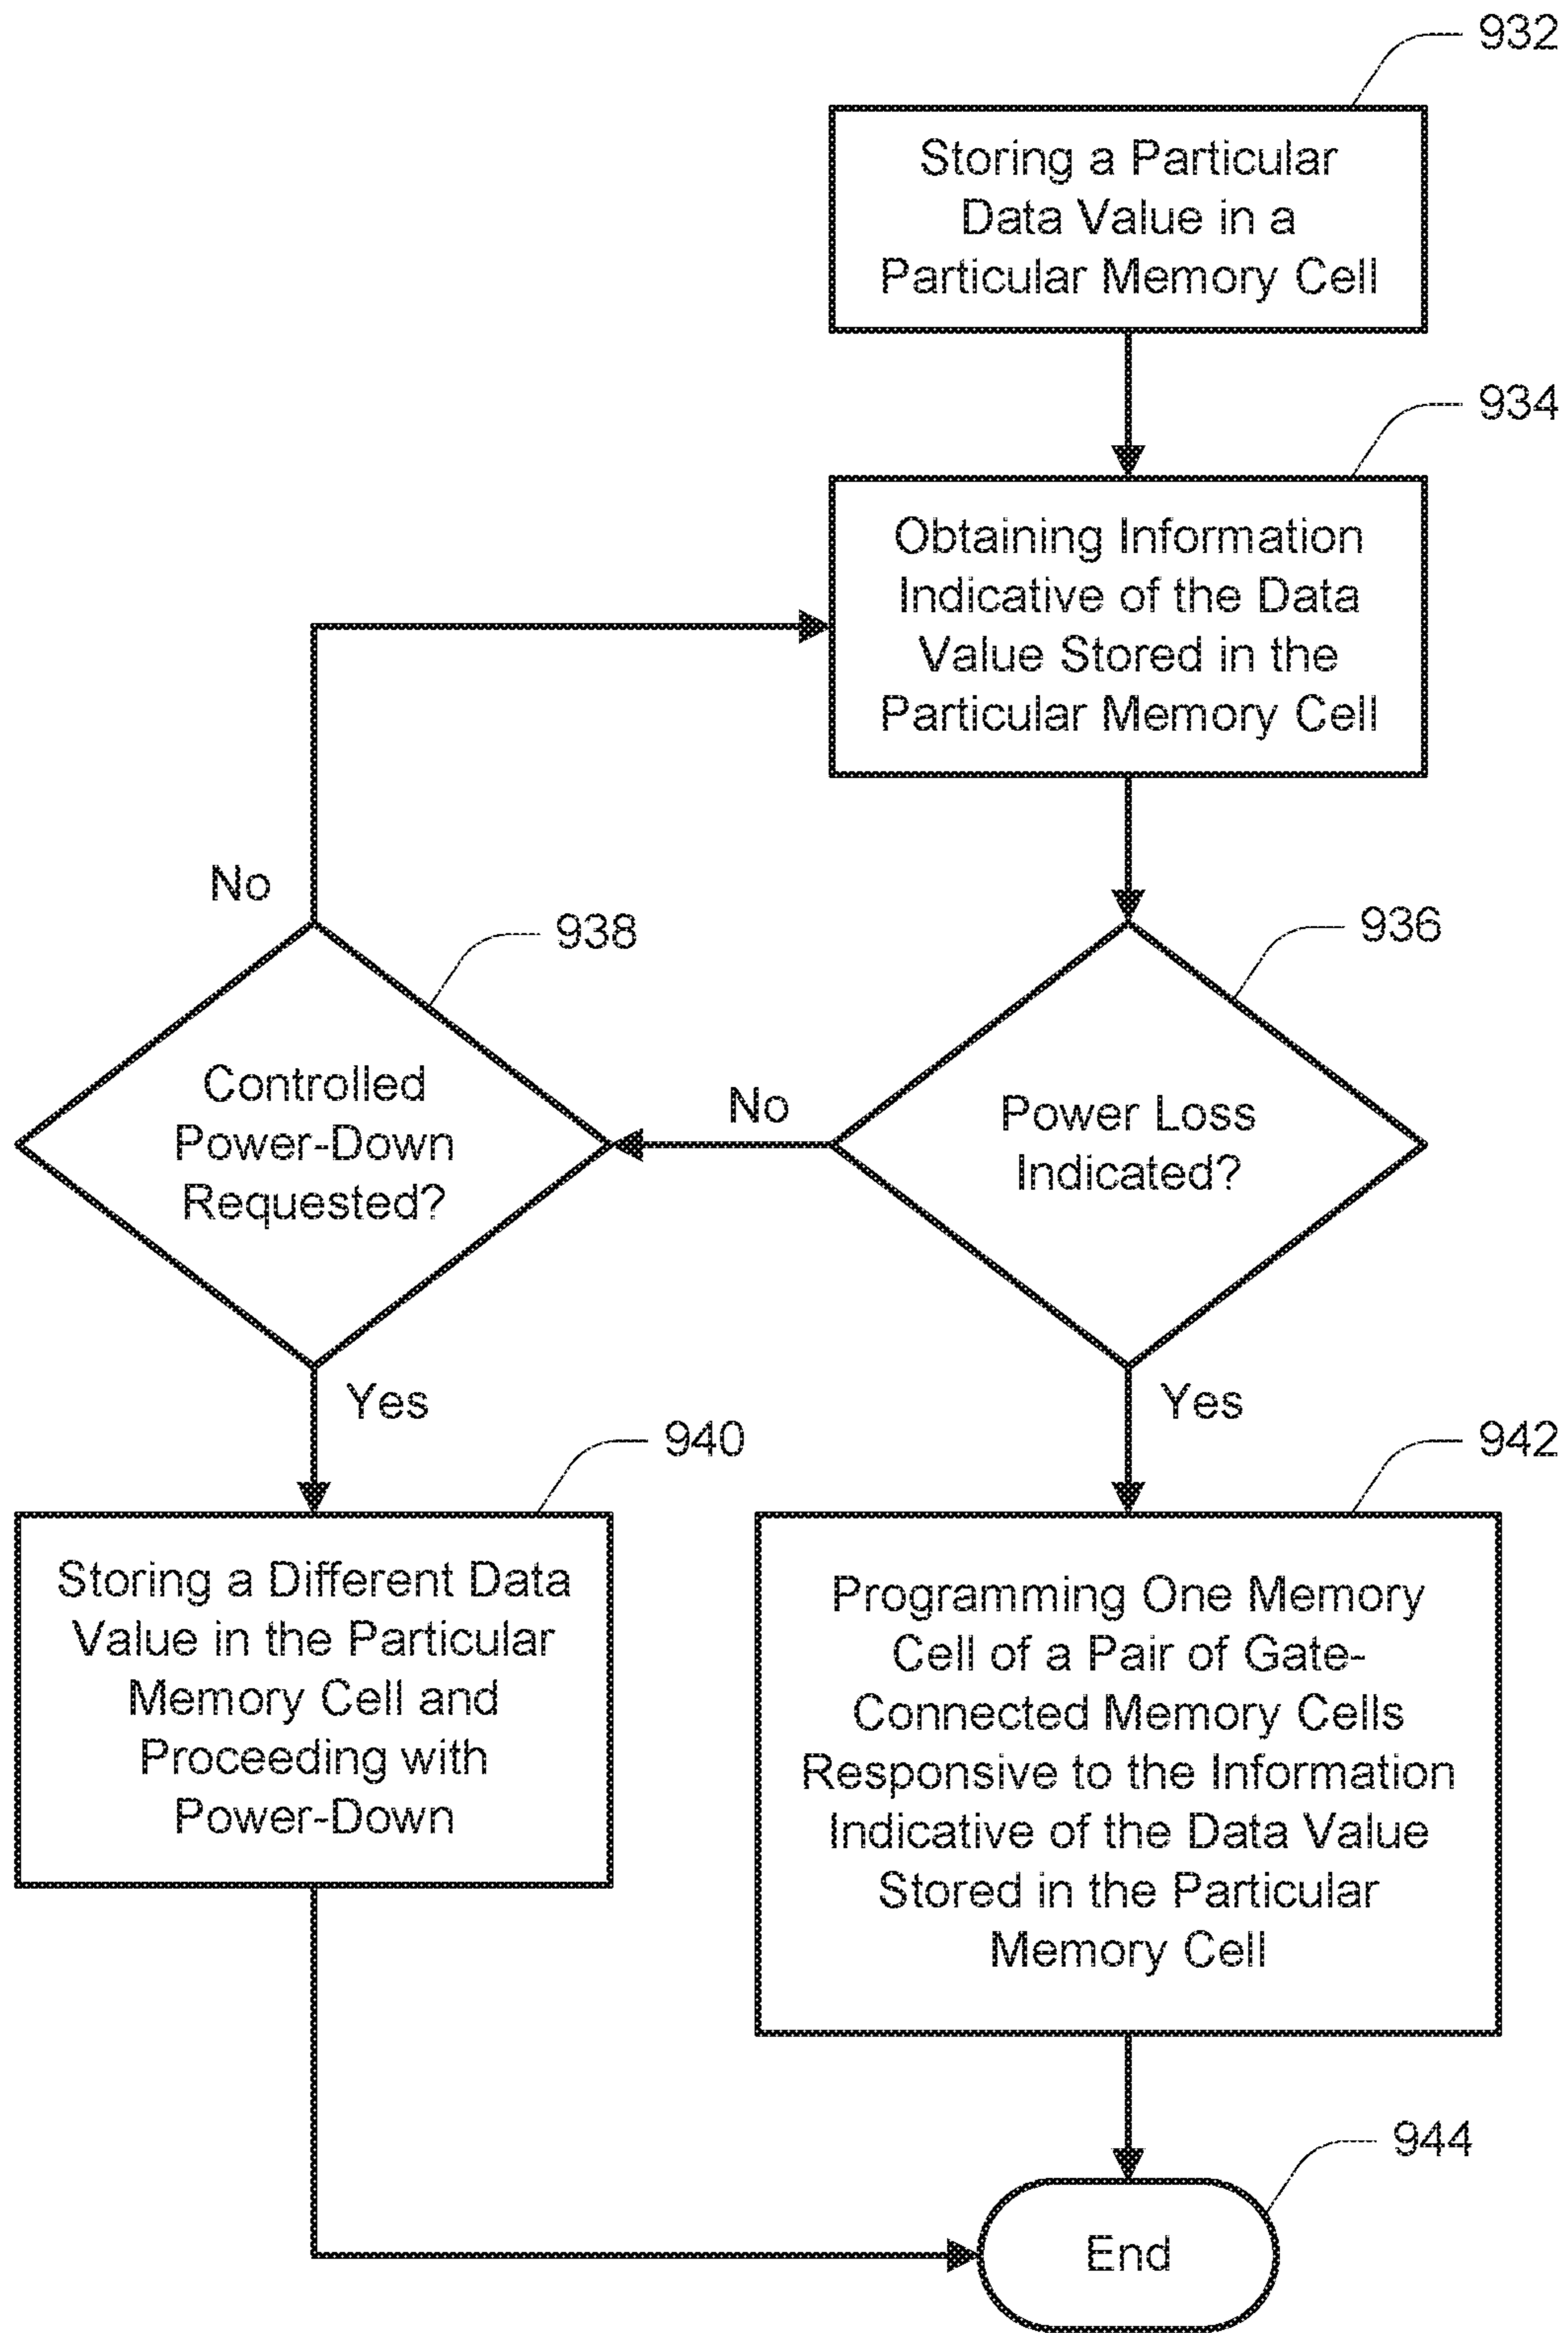 932
Storing a Particular
Data Value in a
Particular Memory Cell
934
Obtaining Information
Indicative of the Data
Value Stored in the
Particular Memory Cell
No
938
936
Controlled
Power-Down
Requested?
No
Power Loss
Indicated?
Yes
Yes
940
942
Storing a Different Data
Value in the Particular
Memory Cell and
Proceeding with
Power-Down
Programming One Memory
Cell of a Pair of Gate-
Connected Memory Cells
Responsive to the Information
Indicative of the Data Value
Stored in the Particular
Memory Cell
944
End